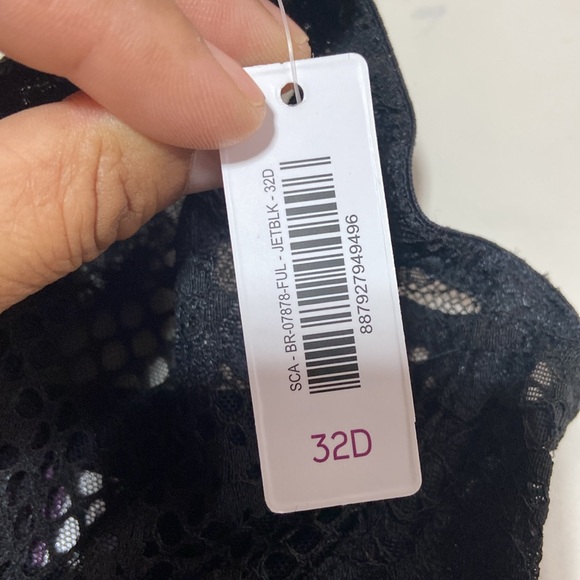 SCA - BR-07878-FUL - JETBLK - 32D
887927949496
32D